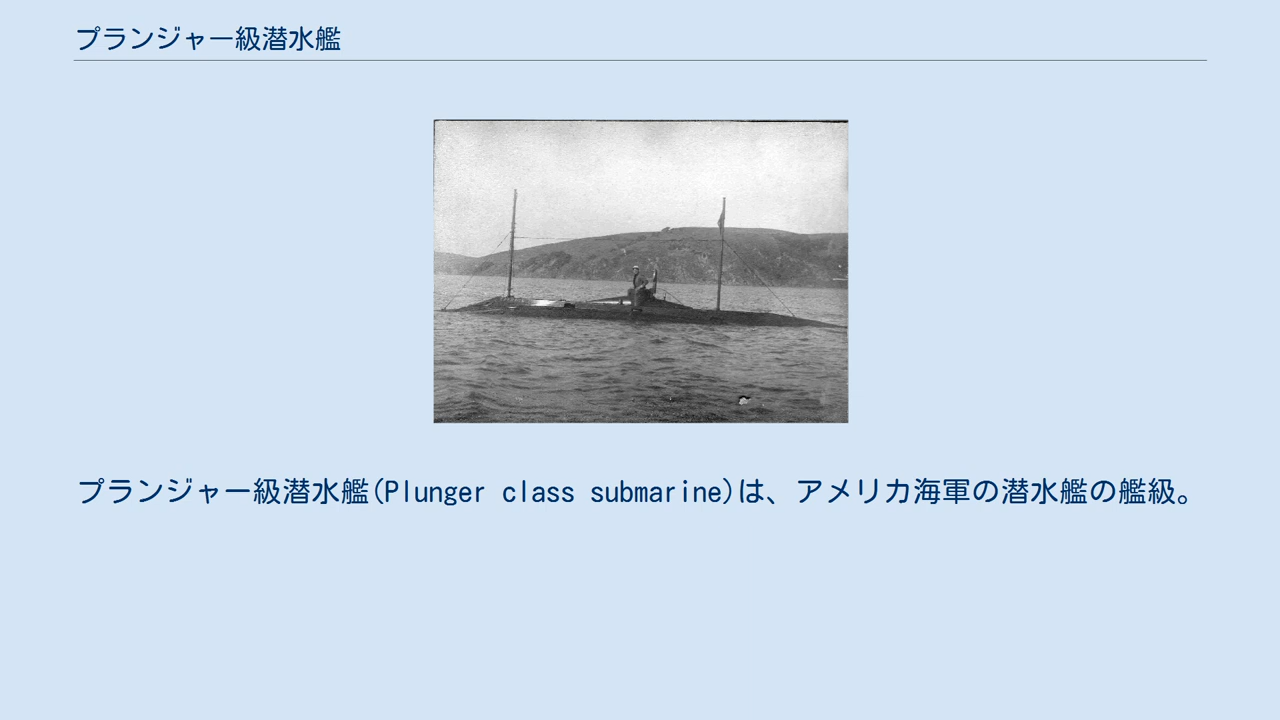 プランジャー級潜水艦
プランジャー級潜水艦(Plunger class submarine)は、アメリカ海軍の潜水艦の艦級。